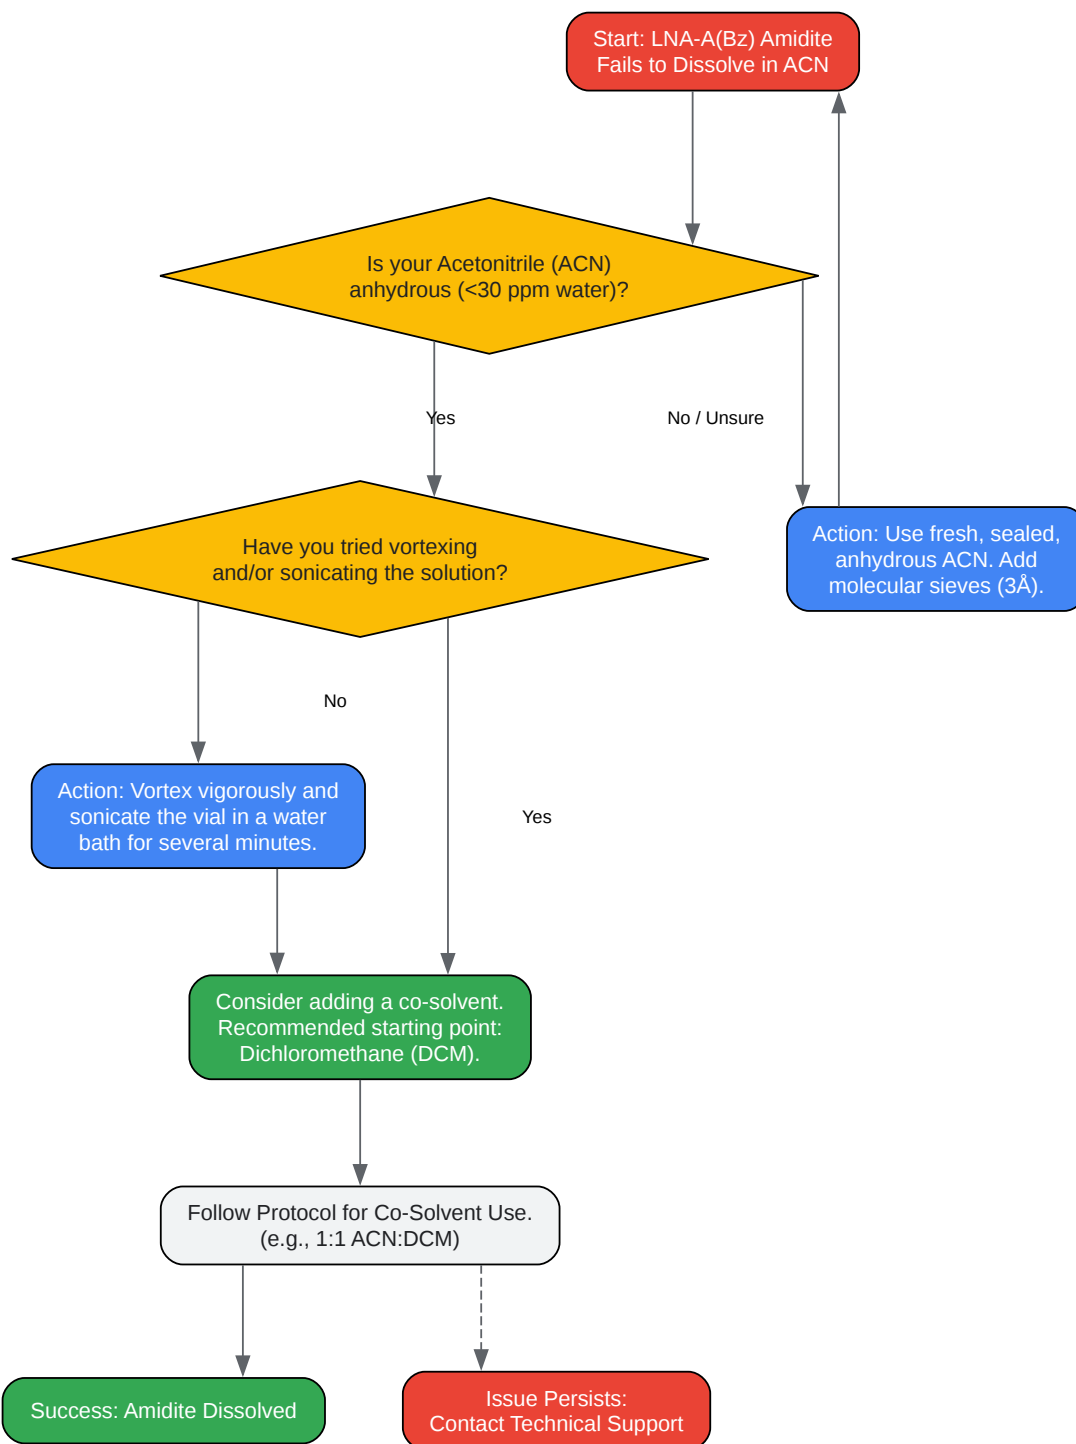 Start: LNA-A(Bz) Amidite
Fails to Dissolve in ACN
Is your Acetonitrile (ACN)
anhydrous (<30 ppm water)?
Yes
No / Unsure
Have you tried vortexing
and/or sonicating the solution?
Action: Use fresh, sealed,
anhydrous ACN. Add
molecular sieves (3Å).
No
Action: Vortex vigorously and
sonicate the vial in a water
bath for several minutes.
Yes
Consider adding a co-solvent.
Recommended starting point:
Dichloromethane (DCM).
Follow Protocol for Co-Solvent Use.
(e.g., 1:1 ACN:DCM)
Success: Amidite Dissolved
Issue Persists:
Contact Technical Support